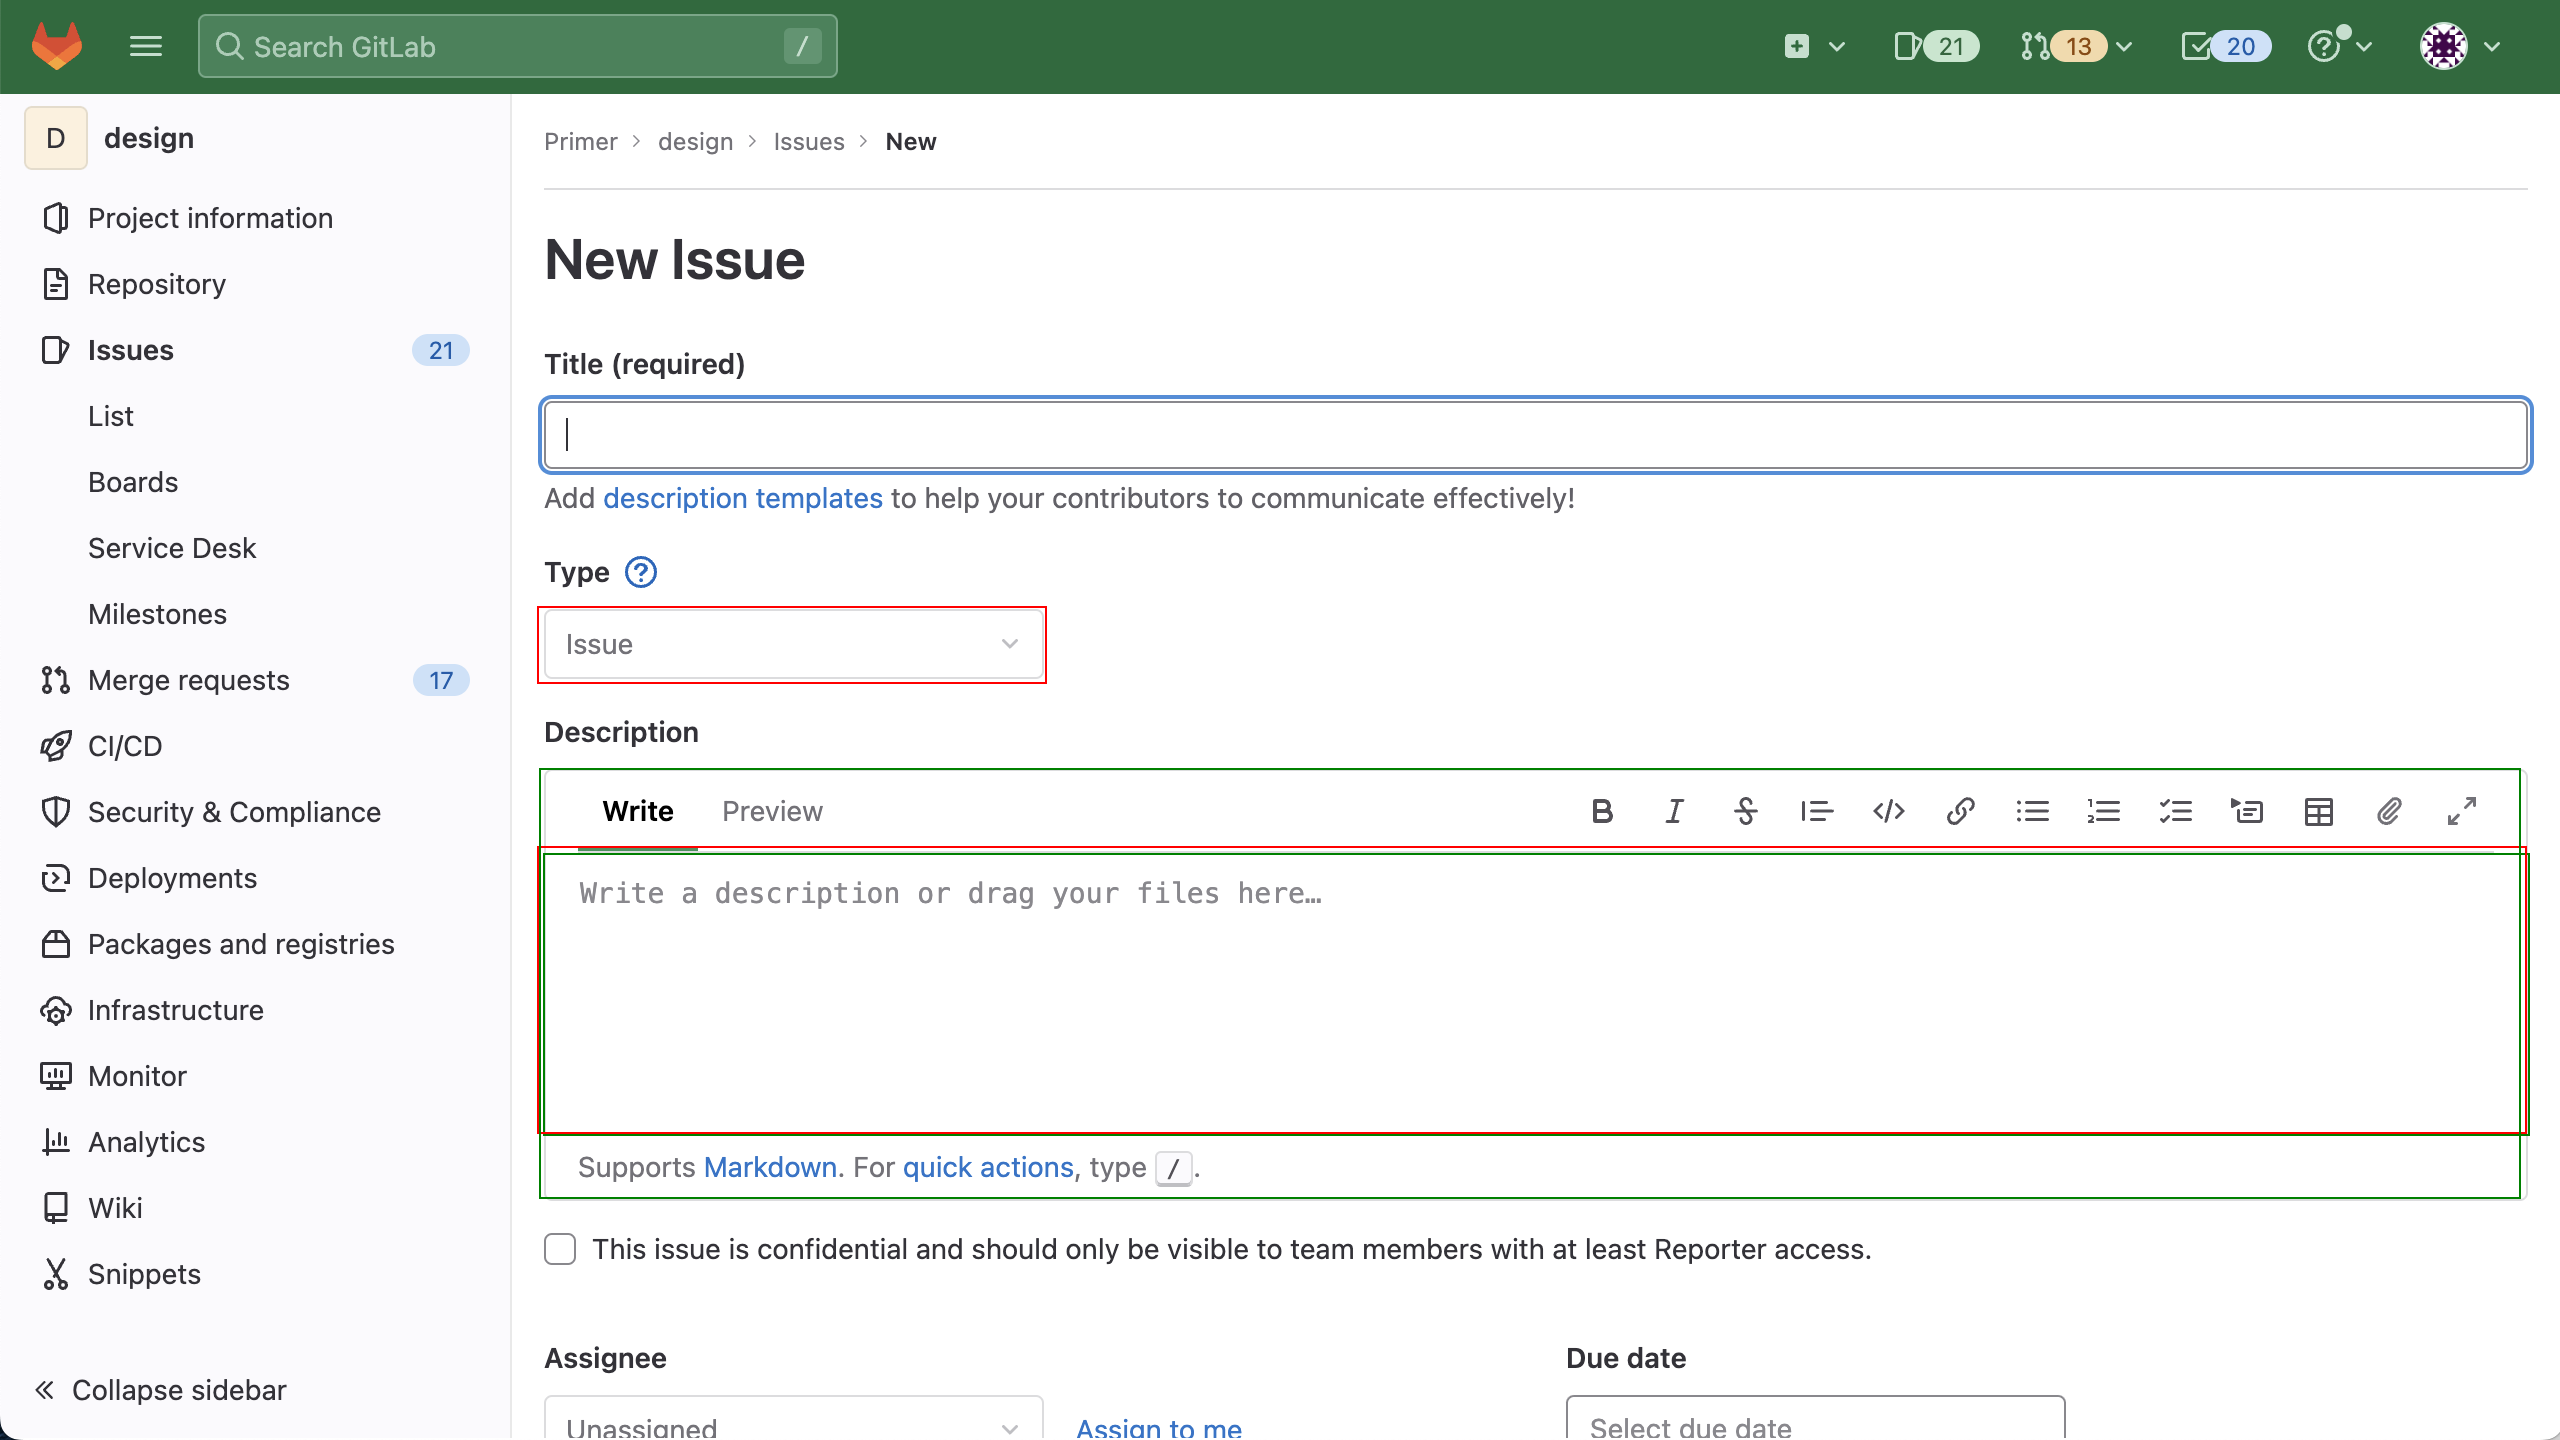 Search GitLab /
21
13
20
D design
Project information
Repository
Issues 21
List
Boards
Service Desk
Milestones
Merge requests 17
CI/CD
Security & Compliance
Deployments
Packages and registries
Infrastructure
Monitor
Analytics
Wiki
Snippets
Collapse sidebar
Primer > design > Issues > New
New Issue
Title (required)
Add description templates to help your contributors to communicate effectively!
Type ?
Issue
Description
Write Preview
Write a description or drag your files here…
Supports Markdown. For quick actions, type /.
This issue is confidential and should only be visible to team members with at least Reporter access.
Assignee
Unassigned
Assign to me
Due date
Select due date